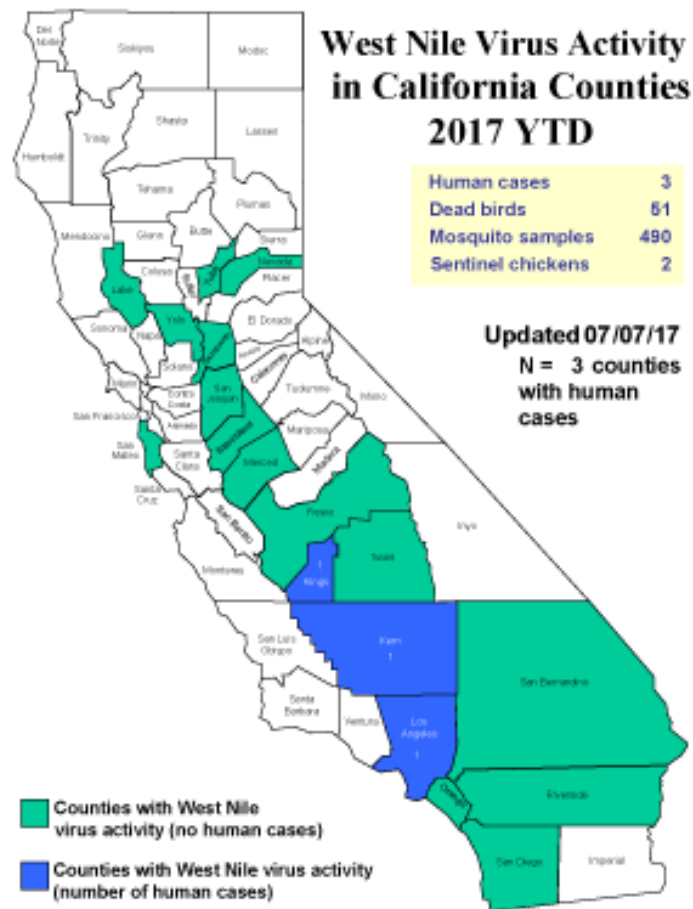 West Nile Virus Activity
in California Counties
2017 YTD
Human cases 3
Dead birds 51
Mosquito samples 490
Sentinel chickens 2
Updated 07/07/17
N = 3 counties
with human
cases
Del
Norte
Siskiyou
Modoc
Humboldt
Trinity
Shasta
Lassen
Tehama
Plumas
Mendocino
Glenn
Butte
Sierra
Nevada
Placer
Colusa
Lake
Yolo
El Dorado
Alpine
Sonoma
Napa
Solano
Marin
Contra
Costa
San Joaquin
Calaveras
Tuolumne
Mono
San Francisco
Alameda
Stanislaus
Mariposa
San
Mateo
Santa
Clara
Merced
Madera
Santa
Cruz
San Benito
Fresno
Inyo
Monterey
1
Kings
Tulare
San Luis
Obispo
Kern
1
San Bernardino
Santa
Barbara
Ventura
Los
Angeles
1
Orange
Riverside
San Diego
Imperial
Counties with West Nile
virus activity (no human cases)
Counties with West Nile virus activity
(number of human cases)